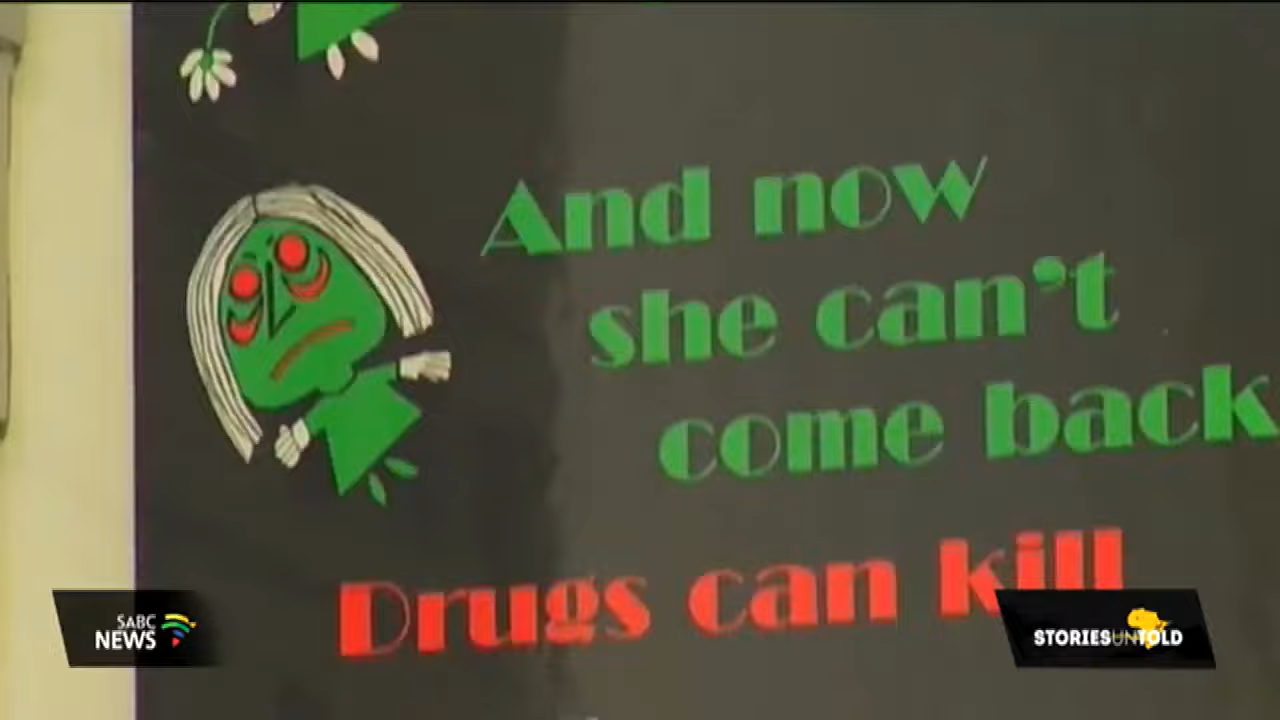 And now
she can't
come back
Drugs can kill
SABC
NEWS
STORIESUNTOLD